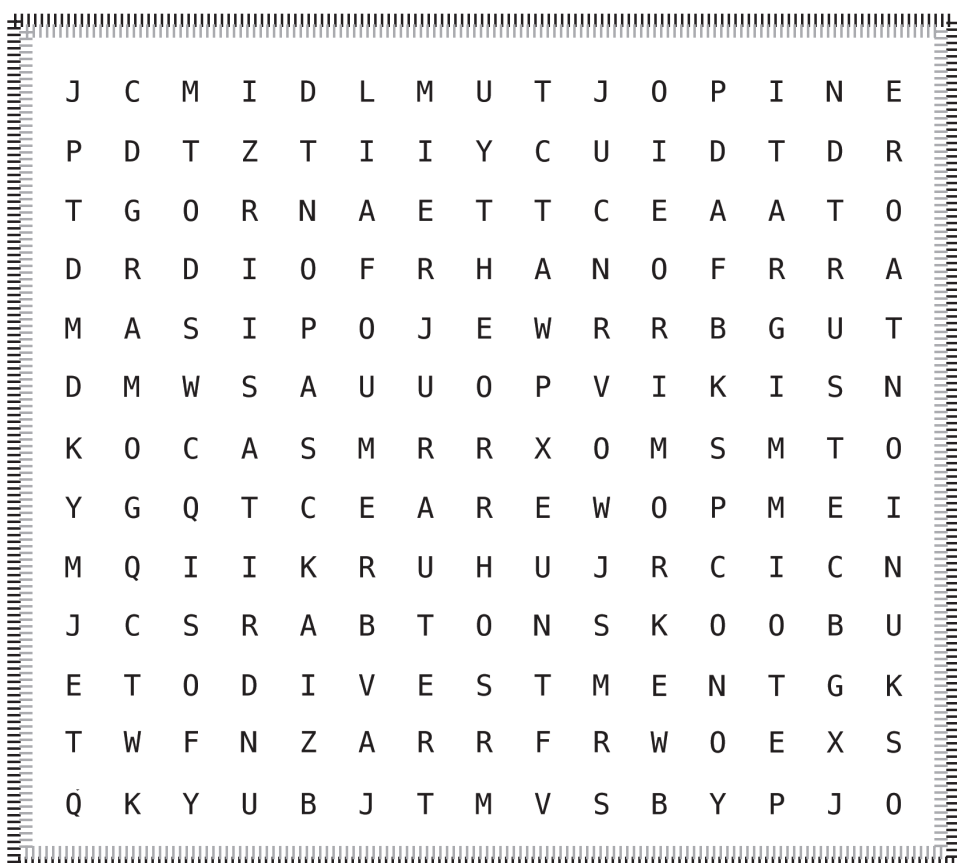 J C M I D L M U T J O P I N E
P D T Z T I I Y C U I D T D R
T G O R N A E T T C E A A T O
D R D I O F R H A N O F R R A
M A S I P O J E W R R B G U T
D M W S A U U O P V I K I S N
K O C A S M R R X O M S M T O
Y G Q T C E A R E W O P M E I
M Q I I K R U H U J R C I C N
J C S R A B T O N S K O O B U
E T O D I V E S T M E N T G K
T W F N Z A R R F R W O E X S
Q K Y U B J T M V S B Y P J O